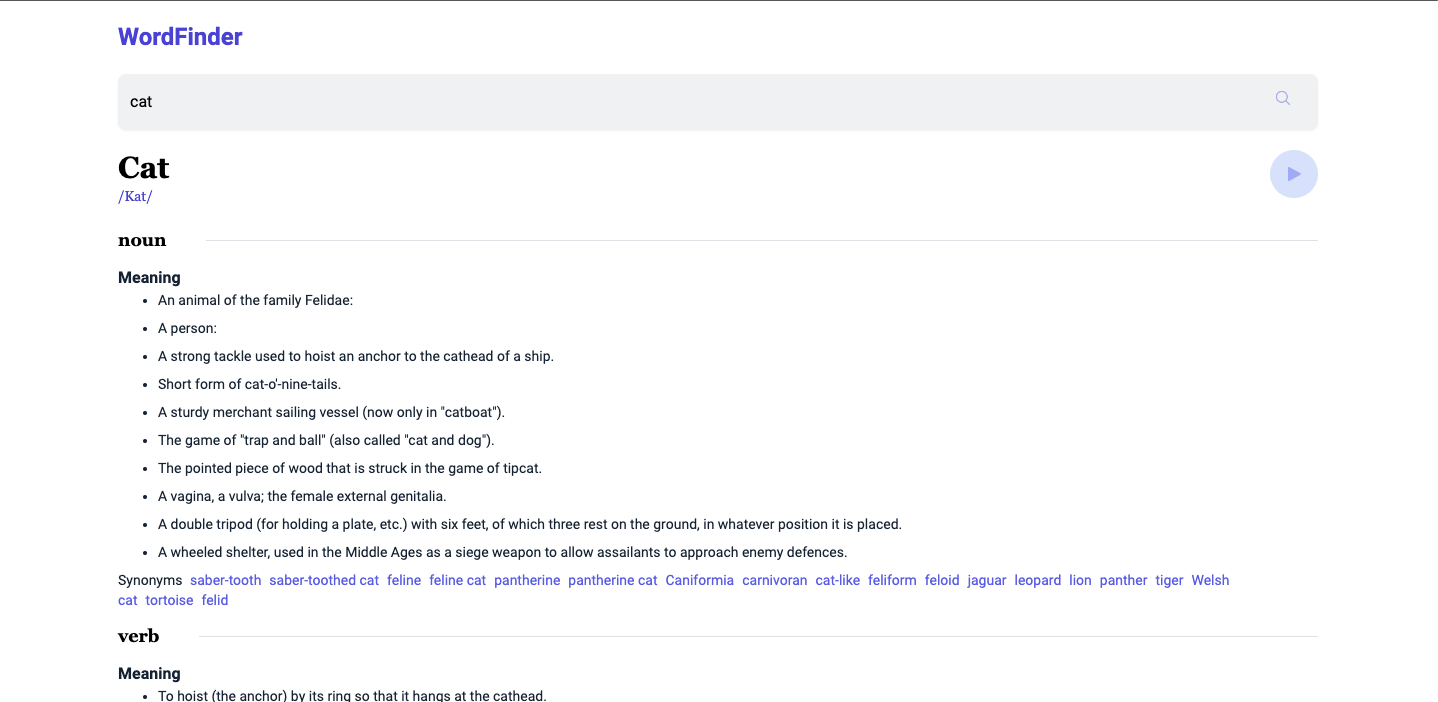 WordFinder
cat
Cat
/Kat/
noun
Meaning
An animal of the family Felidae:
A person:
A strong tackle used to hoist an anchor to the cathead of a ship.
Short form of cat-o'-nine-tails.
A sturdy merchant sailing vessel (now only in "catboat").
The game of "trap and ball" (also called "cat and dog").
The pointed piece of wood that is struck in the game of tipcat.
A vagina, a vulva; the female external genitalia.
A double tripod (for holding a plate, etc.) with six feet, of which three rest on the ground, in whatever position it is placed.
A wheeled shelter, used in the Middle Ages as a siege weapon to allow assailants to approach enemy defences.
Synonyms saber-tooth saber-toothed cat feline feline cat pantherine pantherine cat Caniformia carnivoran cat-like feliform feloid jaguar leopard lion panther tiger Welsh
cat tortoise felid
verb
Meaning
To hoist (the anchor) by its ring so that it hangs at the cathead.